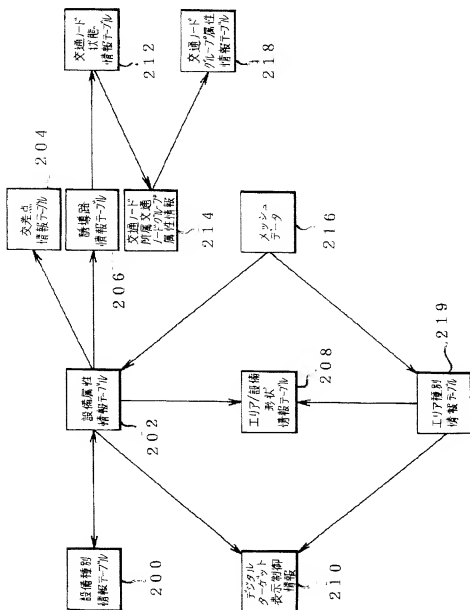 交差点
情報テーブル
204
交通ノード
状態
情報テーブル
212
設備種別
情報テーブル
200
設備属性
情報テーブル
202
誘導路
情報テーブル
206
交通ノード
所属交通
ノードグループ
属性情報
214
交通ノード
グループ属性
情報テーブル
218
エリア/設備
形状
情報テーブル
208
メッシュ
データ
216
デジタル
ターゲット
表示制御
情報
210
エリア種別
情報テーブル
219